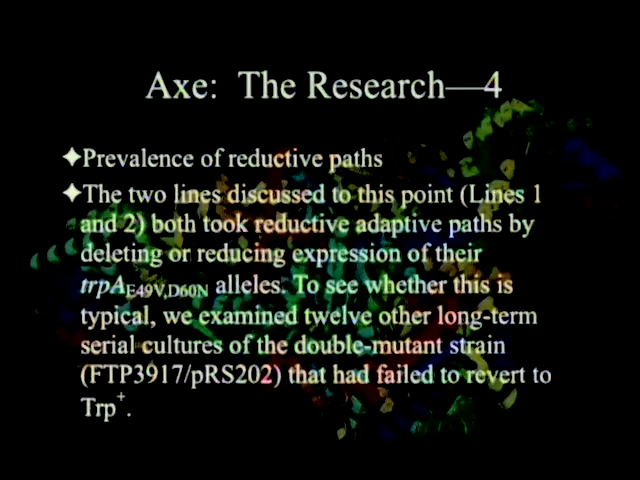 Axe: The Research—4
✦Prevalence of reductive paths
✦The two lines discussed to this point (Lines 1
and 2) both took reductive adaptive paths by
deleting or reducing expression of their
trpAE49V,D60N alleles. To see whether this is
typical, we examined twelve other long-term
serial cultures of the double-mutant strain
(FTP3917/pRS202) that had failed to revert to
Trp+.